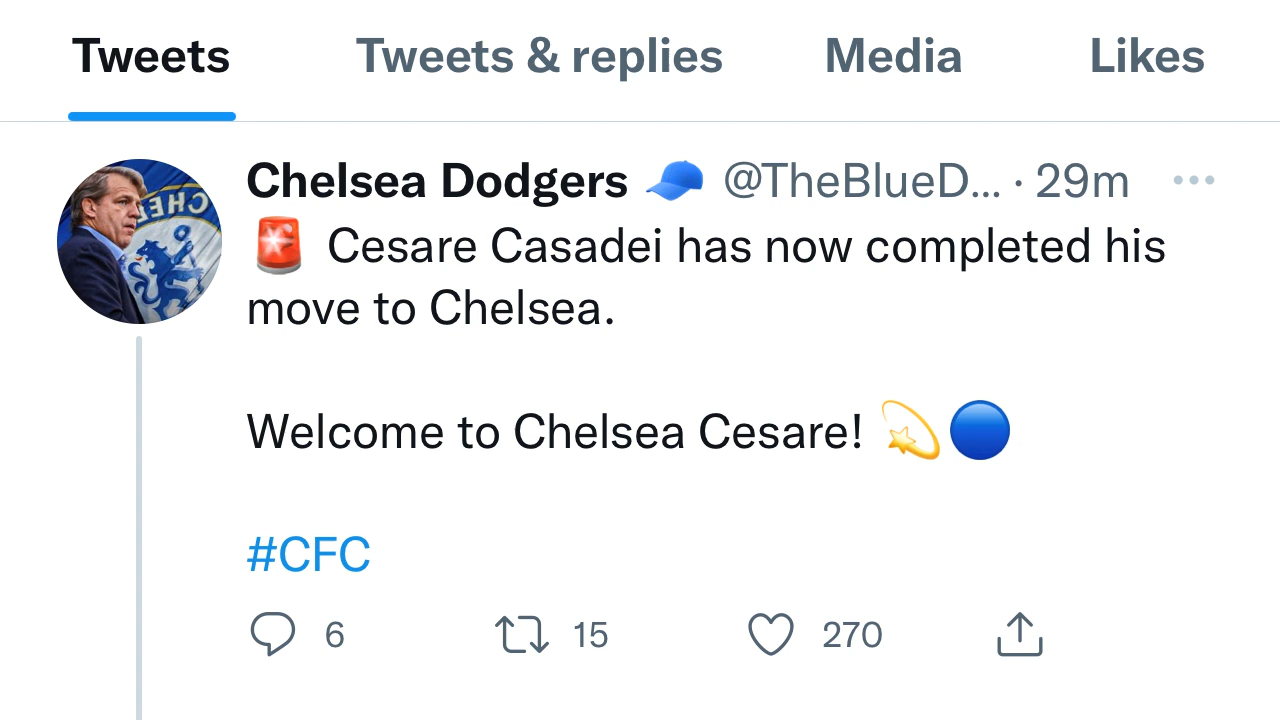 Tweets Tweets & replies Media Likes
Chelsea Dodgers 🧢 @TheBlueD... · 29m
🚨 Cesare Casadei has now completed his
move to Chelsea.
Welcome to Chelsea Cesare! 💫🔵
#CFC
6 15 270